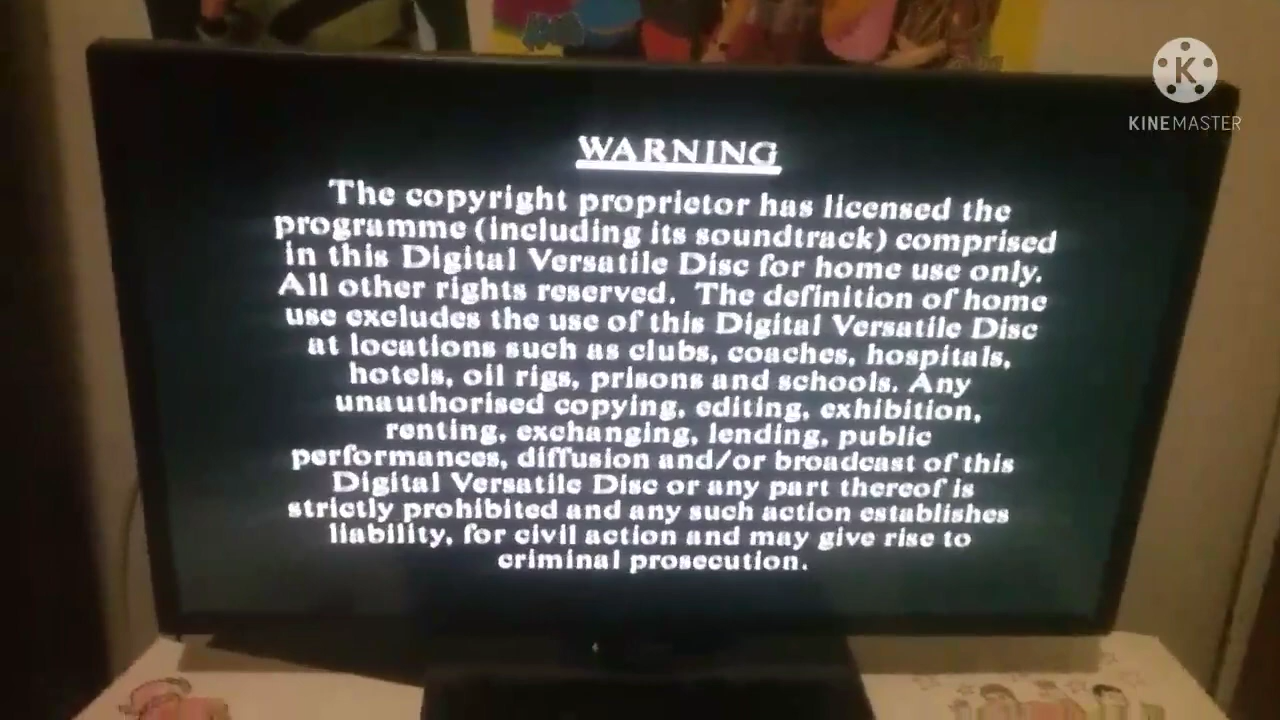 K
KINEMASTER
WARNING
The copyright proprietor has licensed the
programme (including its soundtrack) comprised
in this Digital Versatile Disc for home use only.
All other rights reserved. The definition of home
use excludes the use of this Digital Versatile Disc
at locations such as clubs, coaches, hospitals,
hotels, oil rigs, prisons and schools. Any
unauthorised copying, editing, exhibition,
renting, exchanging, lending, public
performances, diffusion and/or broadcast of this
Digital Versatile Disc or any part thereof is
strictly prohibited and any such action establishes
liability, for civil action and may give rise to
criminal prosecution.